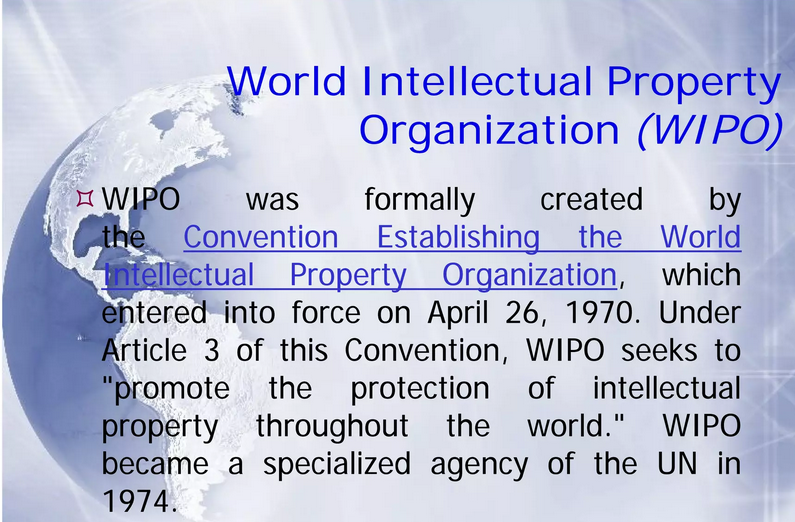 World Intellectual Property
Organization (WIPO)
WIPO was formally created by
the Convention Establishing the World
Intellectual Property Organization, which
entered into force on April 26, 1970. Under
Article 3 of this Convention, WIPO seeks to
"promote the protection of intellectual
property throughout the world." WIPO
became a specialized agency of the UN in
1974.